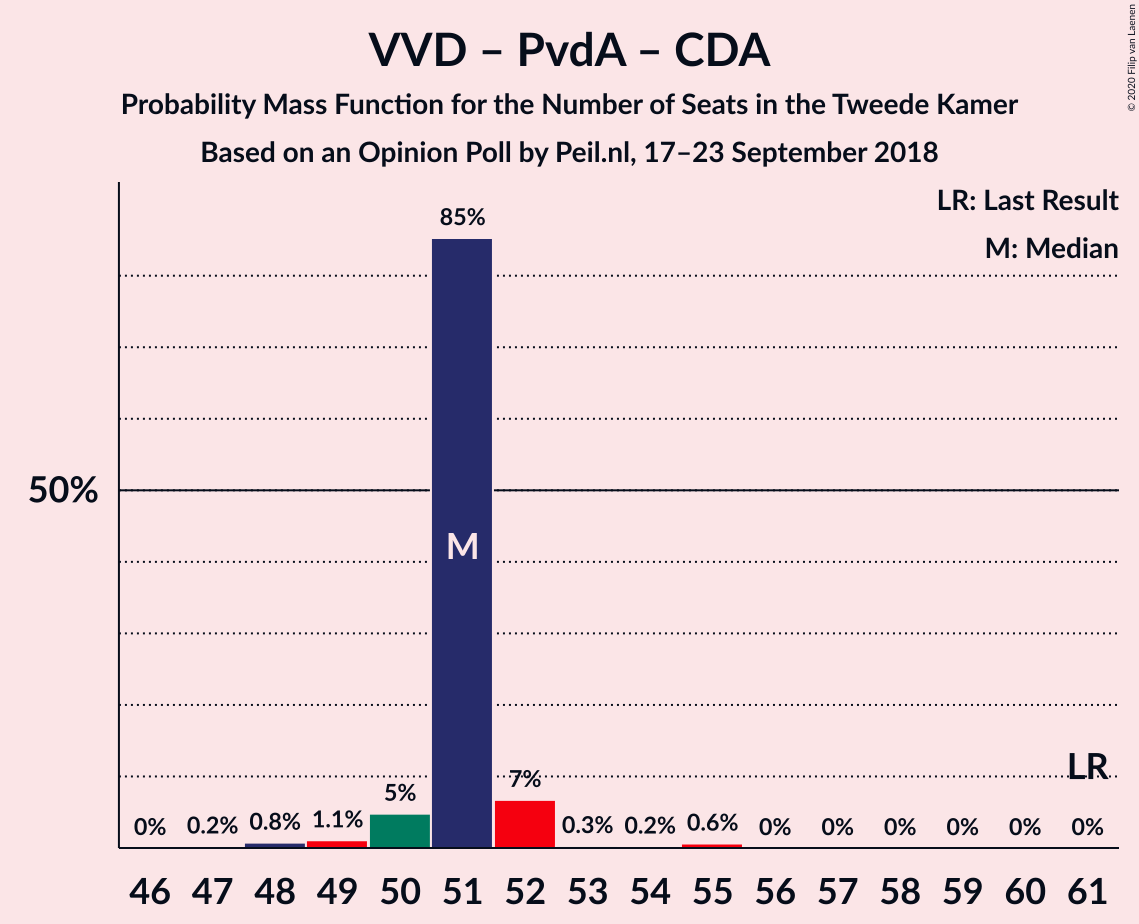 VVD – PvdA – CDA
Probability Mass Function for the Number of Seats in the Tweede Kamer
Based on an Opinion Poll by Peil.nl, 17–23 September 2018
© 2020 Filip van Laenen
LR: Last Result
M: Median
85%
50%
M
LR
0% 0.2% 0.8% 1.1% 5% 7% 0.3% 0.2% 0.6% 0% 0% 0% 0% 0% 0%
46 47 48 49 50 51 52 53 54 55 56 57 58 59 60 61